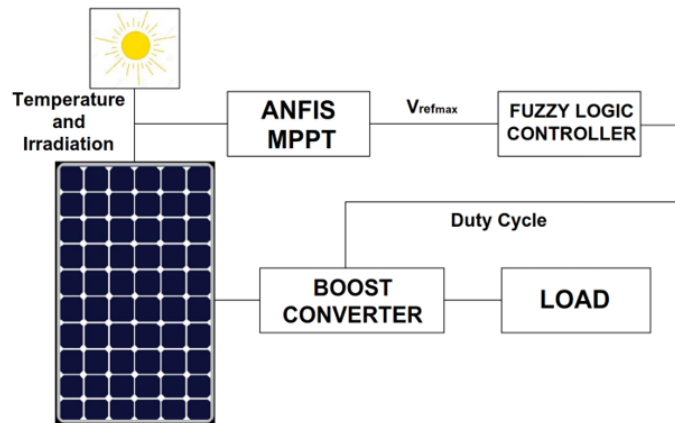 Temperature
and
Irradiation
ANFIS
MPPT
Vrefmax
FUZZY LOGIC
CONTROLLER
Duty Cycle
BOOST
CONVERTER
LOAD